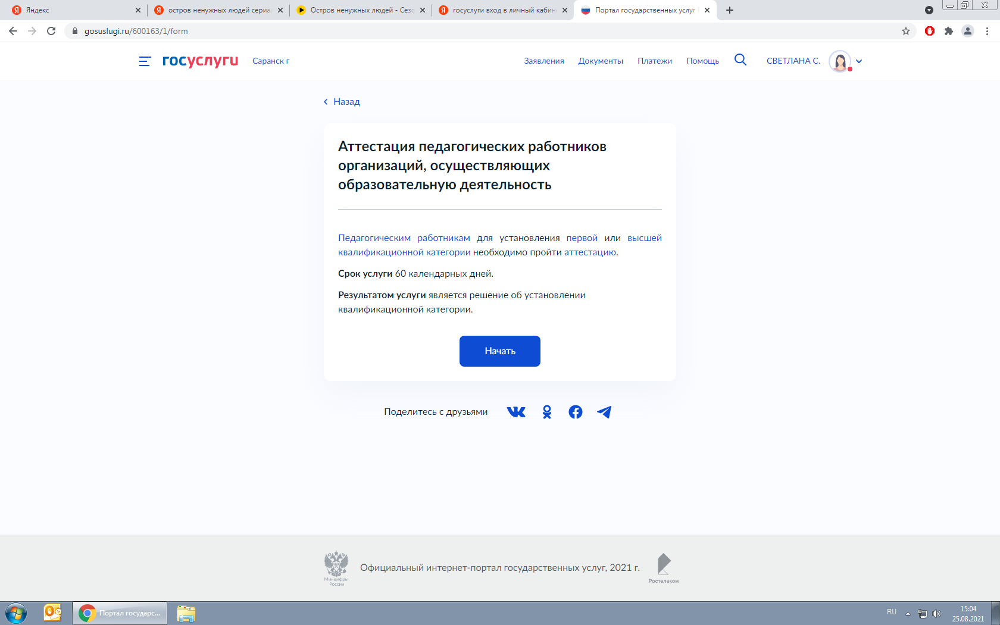 Яндекс
остров ненужных людей сериа
Остров ненужных людей - Сезо
госуслуги вход в личный кабин
Портал государственных услуг
gosuslugi.ru/600163/1/form
госуслуги
Саранск г
Заявления
Документы
Платежи
Помощь
СВЕТЛАНА С.
Назад
Аттестация педагогических работников
организаций, осуществляющих
образовательную деятельность
Педагогическим работникам для установления первой или высшей
квалификационной категории необходимо пройти аттестацию.
Срок услуги 60 календарных дней.
Результатом услуги является решение об установлении
квалификационной категории.
Начать
Поделитесь с друзьями
Минцифры
России
Официальный интернет-портал государственных услуг, 2021 г.
Ростелеком
Портал государс...
RU
15:04
25.08.2021